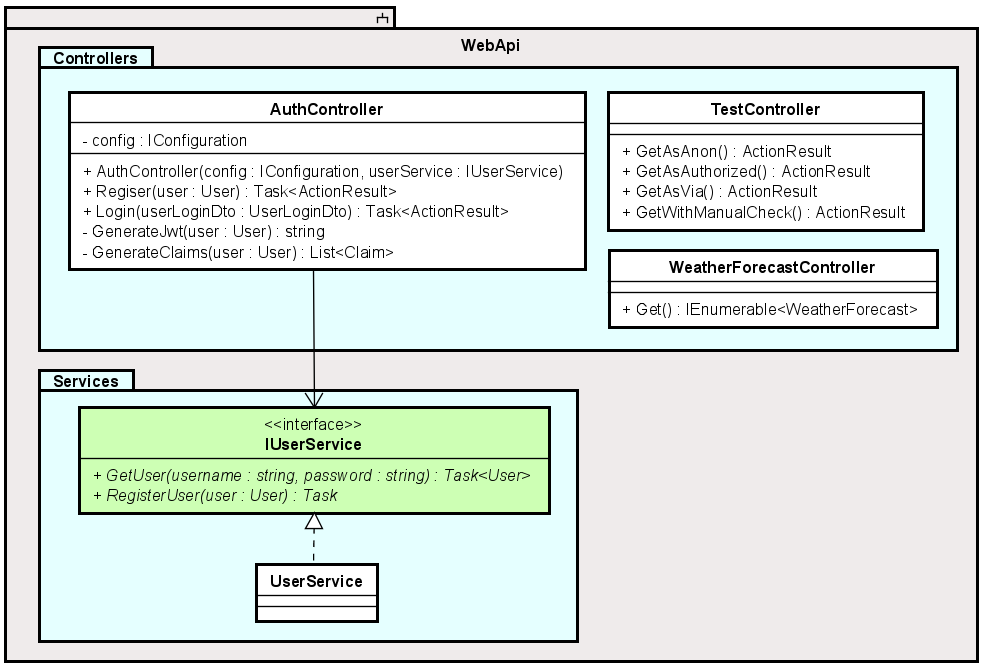 WebApi
Controllers
AuthController
- config : IConfiguration
+ AuthController(config : IConfiguration, userService : IUserService)
+ Regiser(user : User) : Task<ActionResult>
+ Login(userLoginDto : UserLoginDto) : Task<ActionResult>
- GenerateJwt(user : User) : string
- GenerateClaims(user : User) : List<Claim>
TestController
+ GetAsAnon() : ActionResult
+ GetAsAuthorized() : ActionResult
+ GetAsVia() : ActionResult
+ GetWithManualCheck() : ActionResult
WeatherForecastController
+ Get() : IEnumerable<WeatherForecast>
Services
<<interface>>
IUserService
+ GetUser(username : string, password : string) : Task<User>
+ RegisterUser(user : User) : Task
UserService